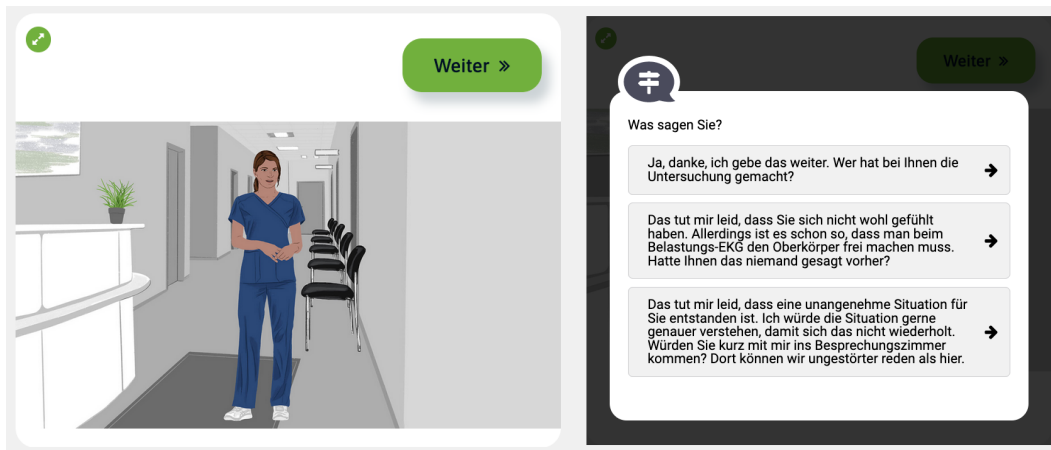 Weiter »
Weiter »
Was sagen Sie?
Ja, danke, ich gebe das weiter. Wer hat bei Ihnen die
Untersuchung gemacht?
Das tut mir leid, dass Sie sich nicht wohl gefühlt
haben. Allerdings ist es schon so, dass man beim
Belastungs-EKG den Oberkörper frei machen muss.
Hatte Ihnen das niemand gesagt vorher?
Das tut mir leid, dass eine unangenehme Situation für
Sie entstanden ist. Ich würde die Situation gerne
genauer verstehen, damit sich das nicht wiederholt.
Würden Sie kurz mit mir ins Besprechungszimmer
kommen? Dort können wir ungestörter reden als hier.